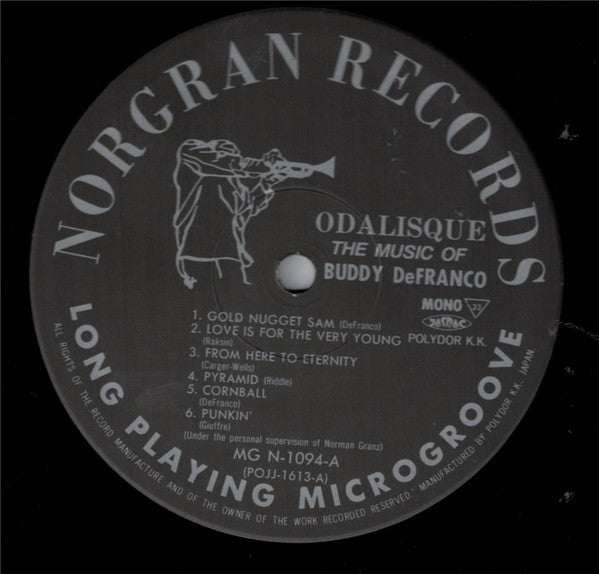 NORGRAN RECORDS
ODALISQUE
THE MUSIC OF
BUDDY DeFRANCO
MONO 33
POLYDOR K.K.
1. GOLD NUGGET SAM (DeFranco)
2. LOVE IS FOR THE VERY YOUNG
(Raksin)
3. FROM HERE TO ETERNITY
(Carger-Wells)
4. PYRAMID (Riddle)
5. CORNBALL
(DeFranco)
6. PUNKIN'
(Giuffre)
(Under the personal supervision of Norman Granz)
MG N-1094-A
(POJJ-1613-A)
LONG PLAYING MICROGROOVE
ALL RIGHTS OF THE RECORD MANUFACTURE AND OF THE OWNER OF THE WORK RECORDED RESERVED· MANUFACTURED BY POLYDOR K.K. JAPAN.